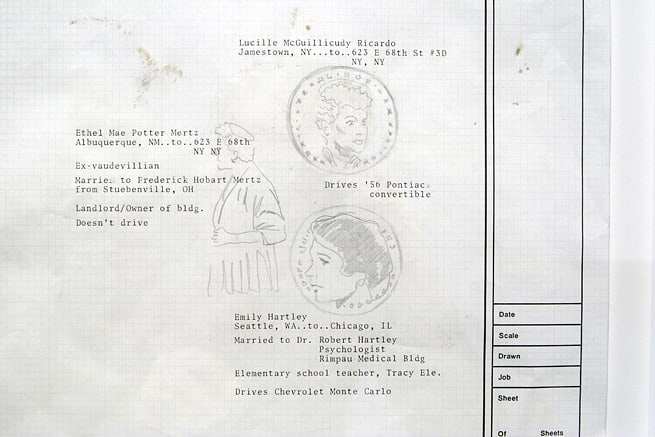 Lucille McGuillicudy Ricardo
Jamestown, NY...to..623 E 68th St #3D
NY, NY
Ethel Mae Potter Mertz
Albuquerque, NM..to..623 E 68th
NY NY
Ex-vaudevillian
Married to Frederick Hobart Mertz
from Stuebenville, OH
Landlord/Owner of bldg.
Doesn't drive
Drives '56 Pontiac
convertible
Emily Hartley
Seattle, WA..to..Chicago, IL
Married to Dr. Robert Hartley
Psychologist
Rimpau Medical Bldg
Elementary school teacher, Tracy Ele.
Drives Chevrolet Monte Carlo
Date
Scale
Drawn
Job
Sheet
Of Sheets